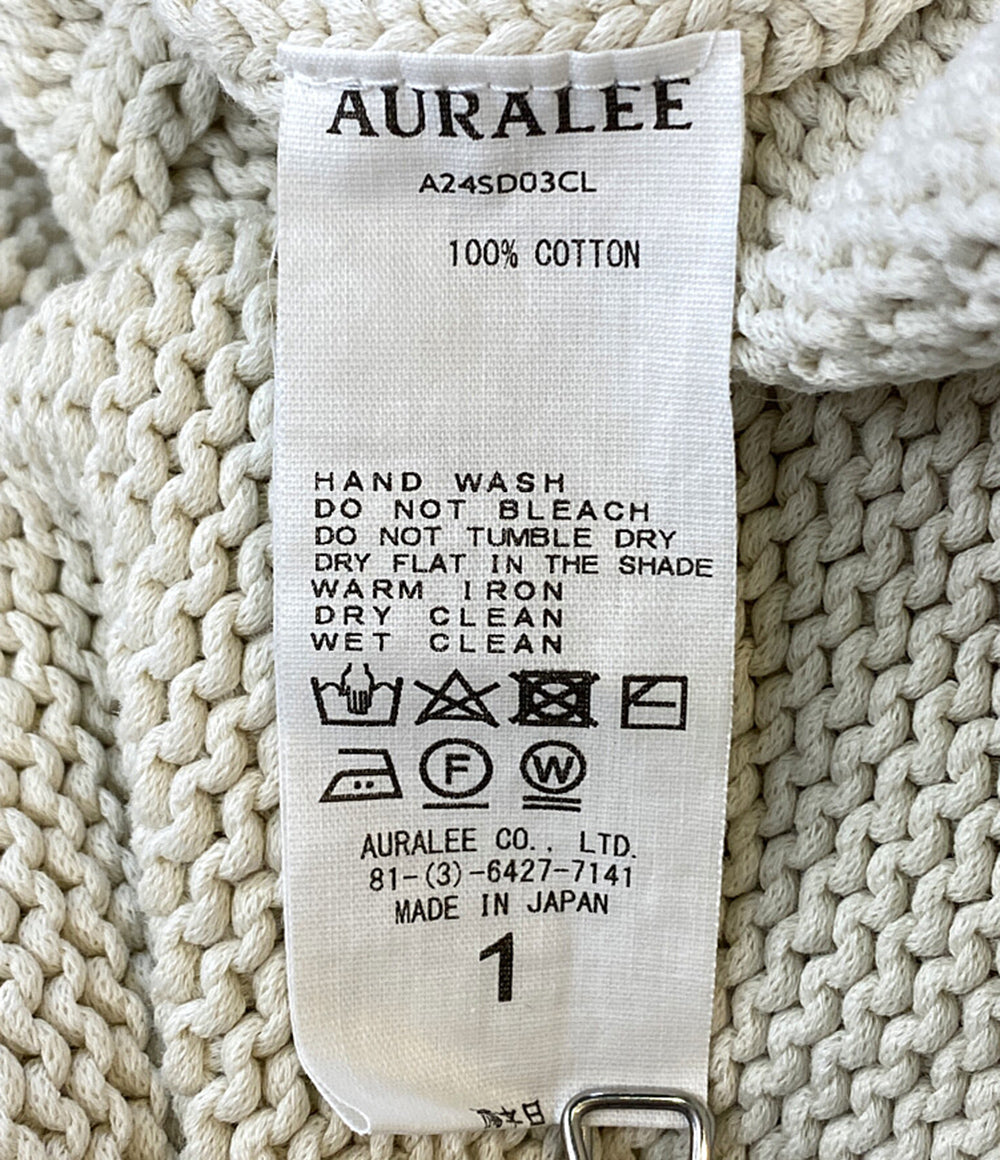 AURALEE
A24SD03CL
100% COTTON
HAND WASH
DO NOT BLEACH
DO NOT TUMBLE DRY
DRY FLAT IN THE SHADE
WARM IRON
DRY CLEAN
WET CLEAN
F W
AURALEE CO., LTD.
81-(3)-6427-7141
MADE IN JAPAN
1